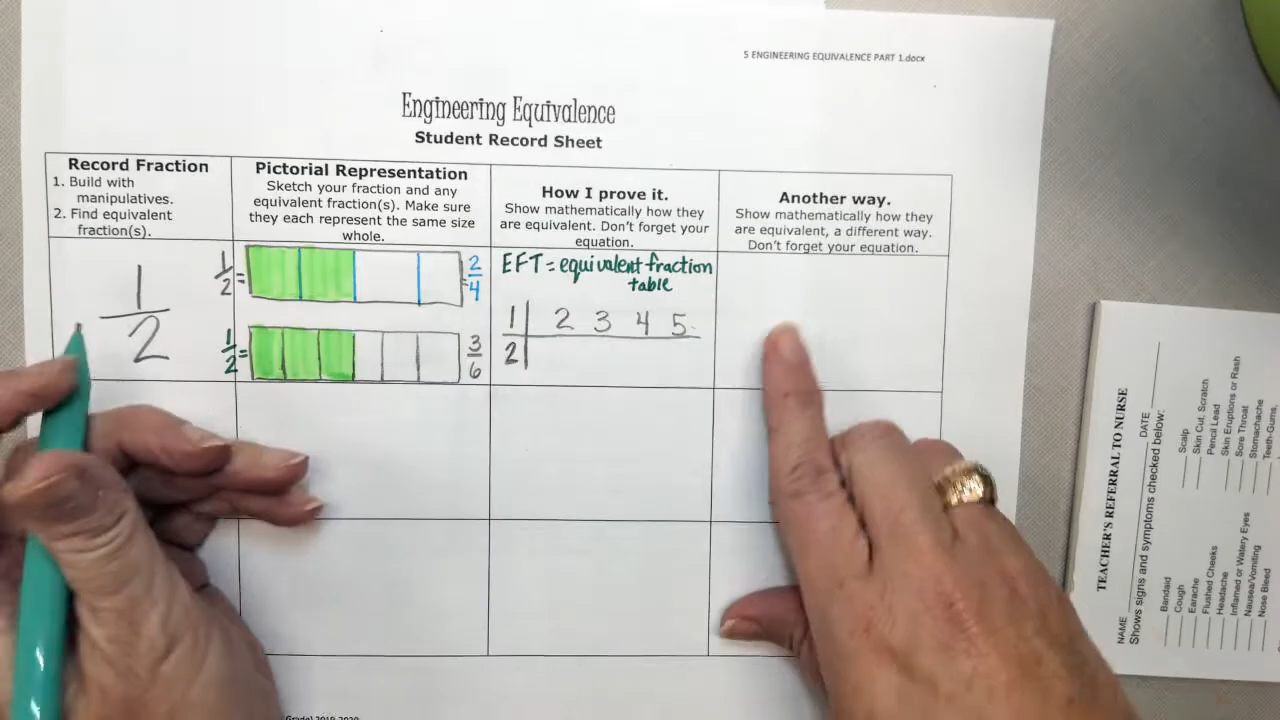 5 ENGINEERING EQUIVALENCE PART 1.docx
Engineering Equivalence
Student Record Sheet
Record Fraction
1. Build with
manipulatives.
2. Find equivalent
fraction(s).
Pictorial Representation
Sketch your fraction and any
equivalent fraction(s). Make sure
they each represent the same size
whole.
How I prove it.
Show mathematically how they
are equivalent. Don't forget your
equation.
Another way.
Show mathematically how they
are equivalent, a different way.
Don't forget your equation.
1
2
1
2 =
= 2
4
1
2 =
3
6
EFT = equivalent fraction
table
1 2 3 4 5
2
2019-2020
TEACHER'S REFERRAL TO NURSE
NAME DATE
Shows signs and symptoms checked below:
Bandaid
Cough
Earache
Flushed Cheeks
Headache
Inflamed or Watery Eyes
Nausea/Vomiting
Nose Bleed
Scalp
Skin Cut, Scratch
Pencil Lead
Skin Eruptions or Rash
Sore Throat
Stomachache
Teeth-Gums,